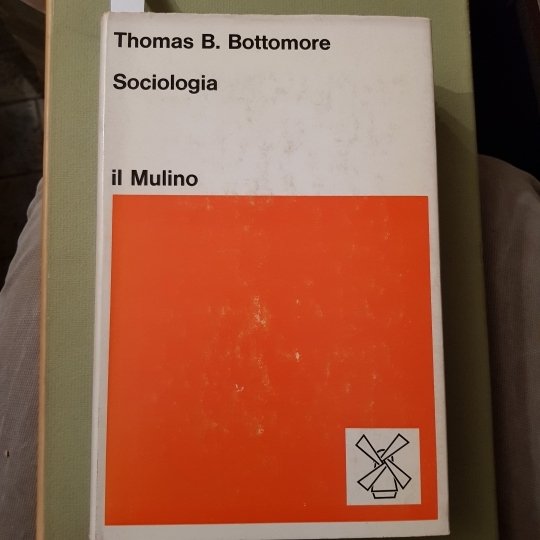 Thomas B. Bottomore
Sociologia
il Mulino